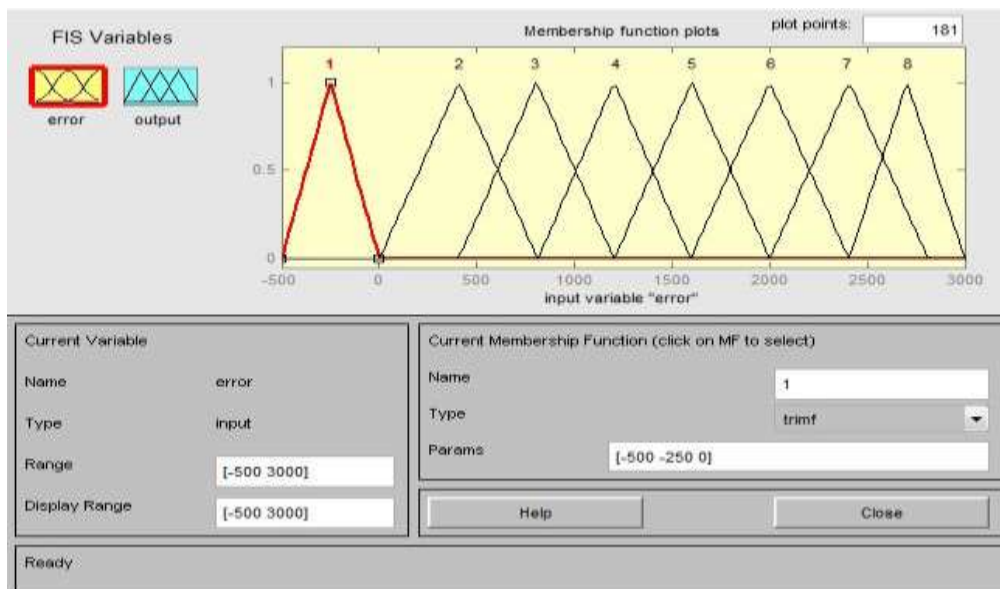 FIS Variables
error
output
Membership function plots
plot points:
181
1 2 3 4 5 6 7 8
1
0.5
0
-500 0 500 1000 1500 2000 2500 3000
input variable "error"
Current Variable
Name error
Type input
Range [-500 3000]
Display Range [-500 3000]
Current Membership Function (click on MF to select)
Name 1
Type trimf
Params [-500 -250 0]
Help Close
Ready